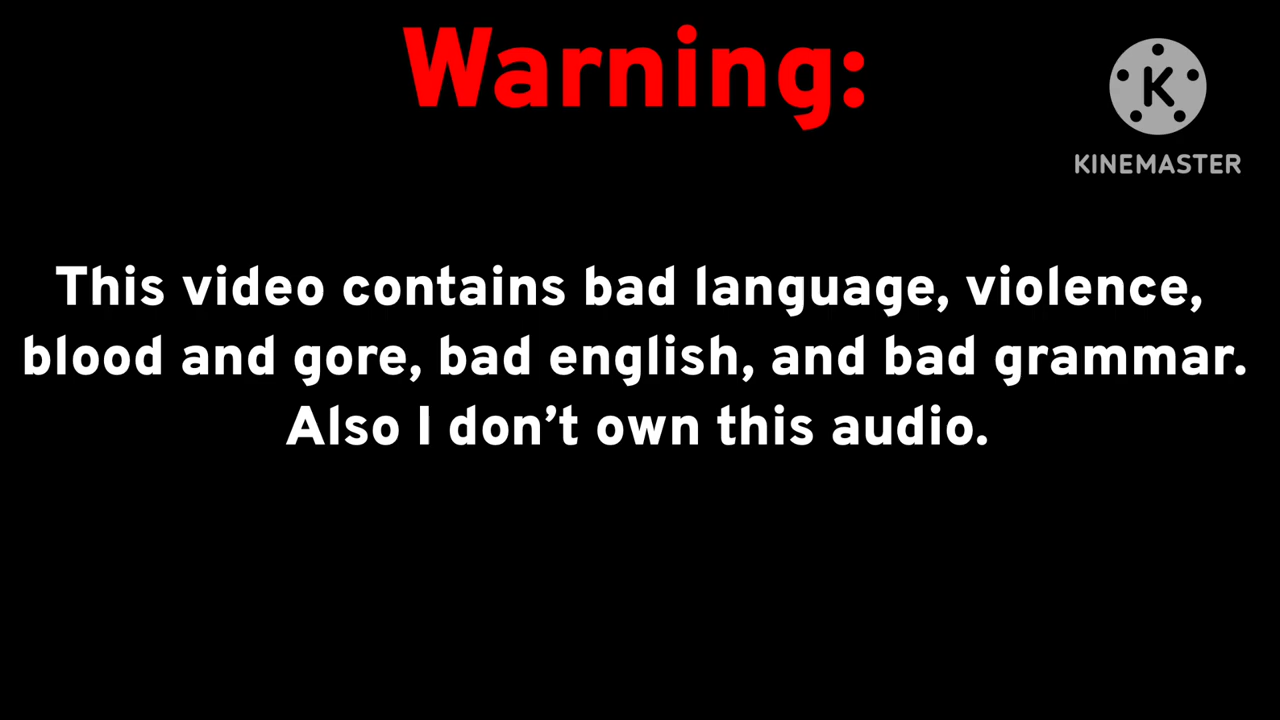 Warning:
K
KINEMASTER
This video contains bad language, violence,
blood and gore, bad english, and bad grammar.
Also I don’t own this audio.